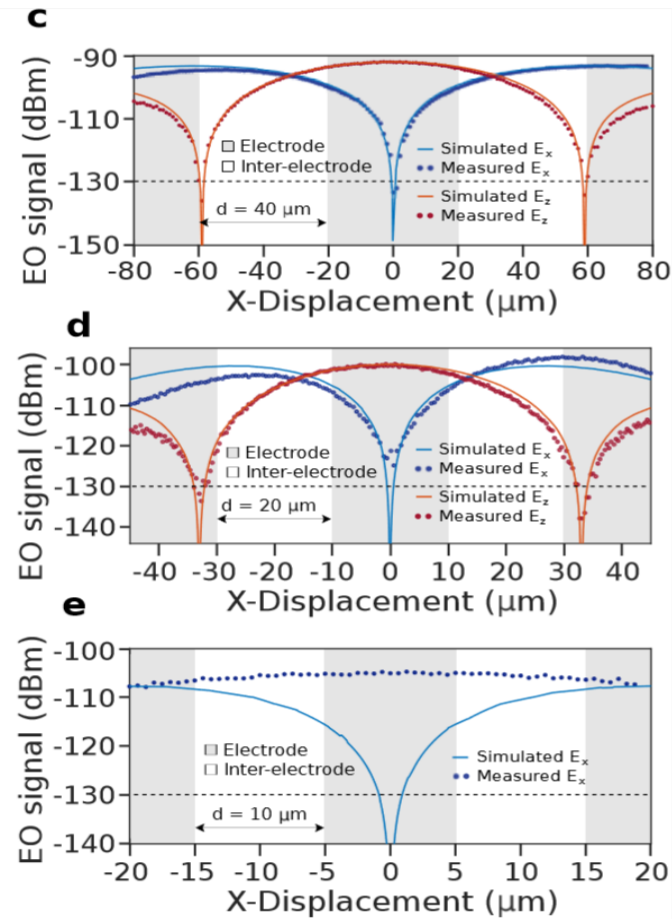 c
EO signal (dBm)
-90
-110
-130
-150
Electrode
Inter-electrode
d = 40 μm
Simulated Ex
Measured Ex
Simulated Ez
Measured Ez
-80 -60 -40 -20 0 20 40 60 80
X-Displacement (μm)
d
EO signal (dBm)
-100
-110
-120
-130
-140
Electrode
Inter-electrode
d = 20 μm
Simulated Ex
Measured Ex
Simulated Ez
Measured Ez
-40 -30 -20 -10 0 10 20 30 40
X-Displacement (μm)
e
EO signal (dBm)
-100
-110
-120
-130
-140
Electrode
Inter-electrode
d = 10 μm
Simulated Ex
Measured Ex
-20 -15 -10 -5 0 5 10 15 20
X-Displacement (μm)